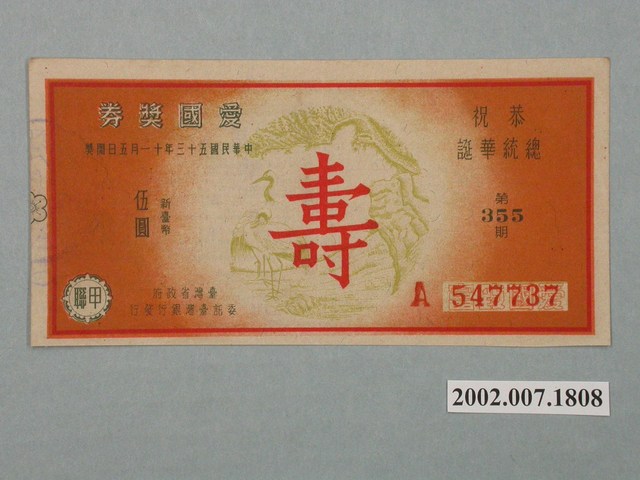 恭祝
總統華誕
愛國獎券
中華民國五十三年十一月五日開獎
第
355
期
壽
新臺幣
伍圓
A 547737
臺灣省政府
委託臺灣銀行發行
甲聯
2002.007.1808